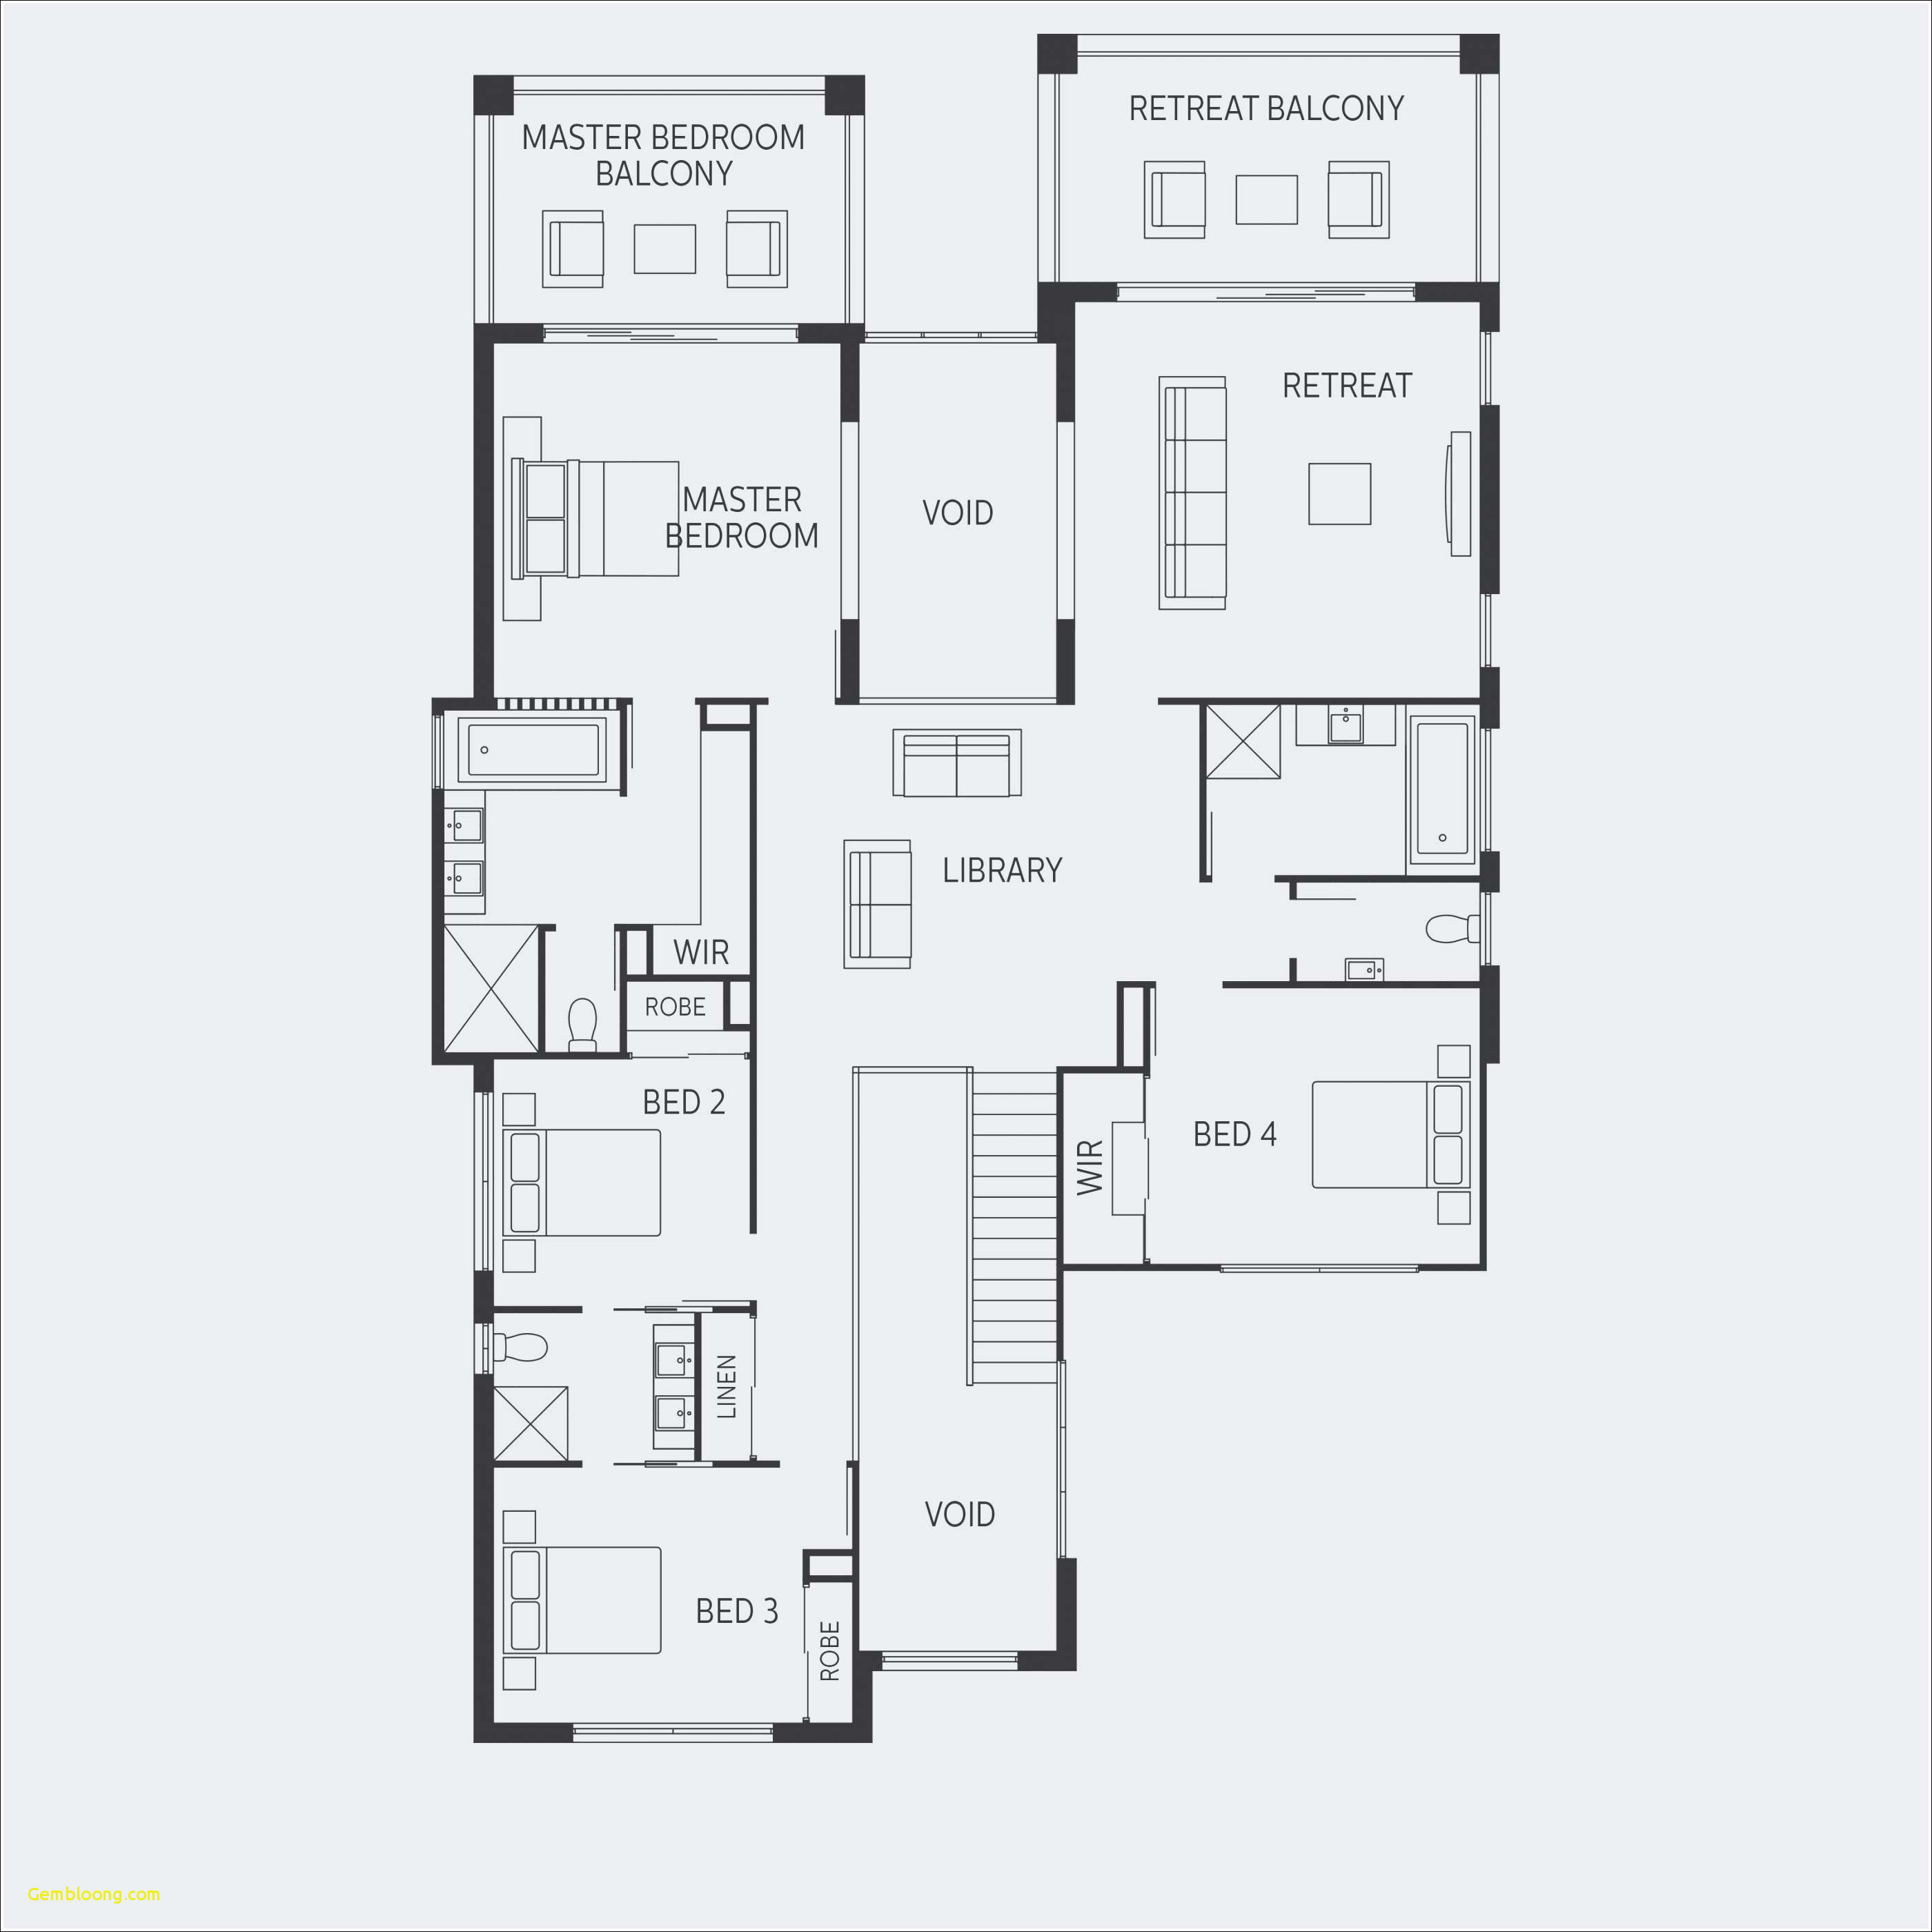 RETREAT BALCONY
MASTER BEDROOM
BALCONY
RETREAT
MASTER
BEDROOM
VOID
LIBRARY
WIR
ROBE
BED 2
BED 4
WIR
LINEN
VOID
BED 3
ROBE
Gembloong.com